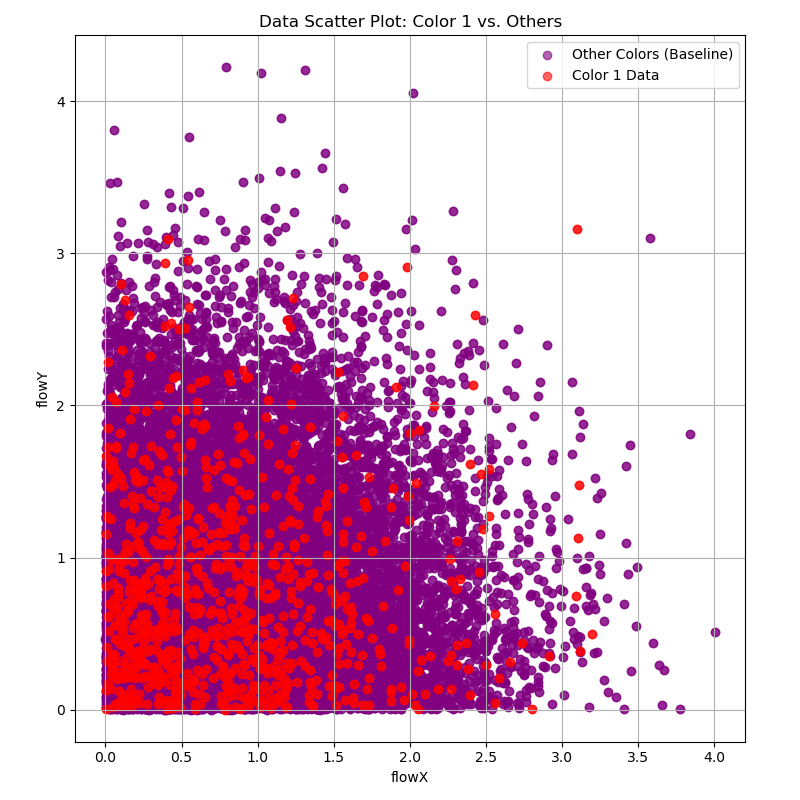 Data Scatter Plot: Color 1 vs. Others
Other Colors (Baseline)
Color 1 Data
flowY
4
3
2
1
0
0.0 0.5 1.0 1.5 2.0 2.5 3.0 3.5 4.0
flowX